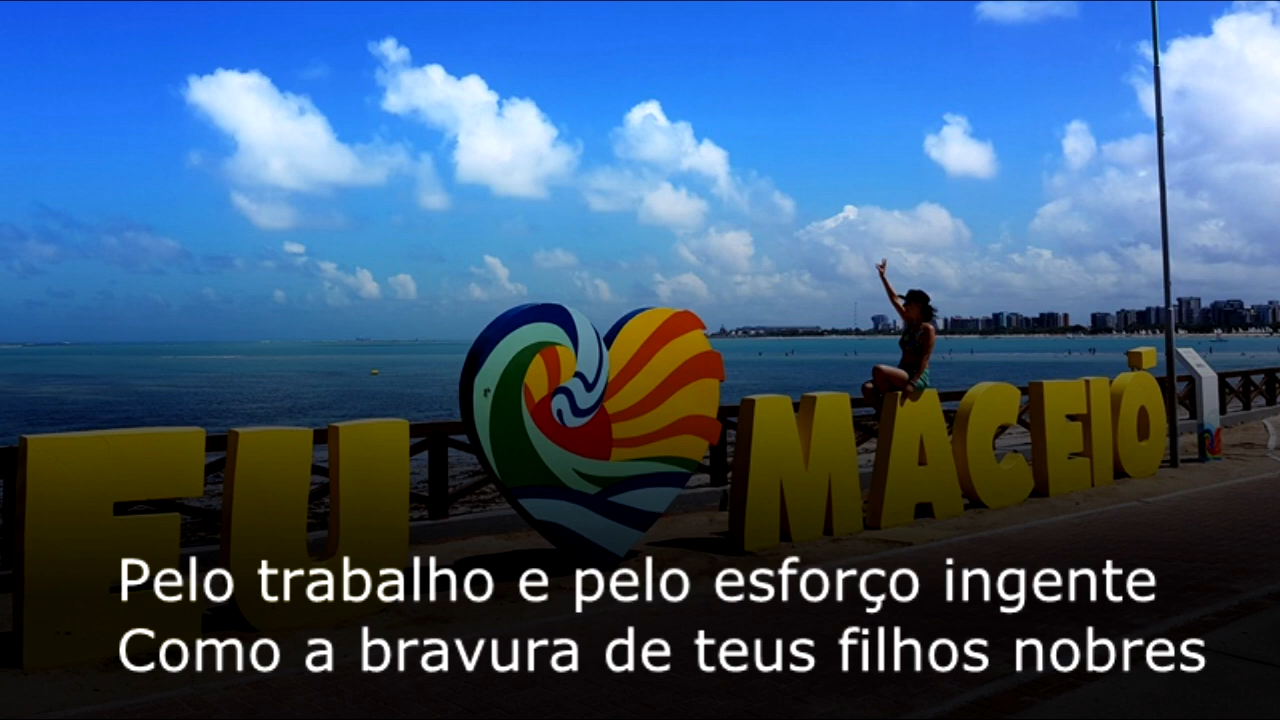 EU MACEIÓ
Pelo trabalho e pelo esforço ingente
Como a bravura de teus filhos nobres